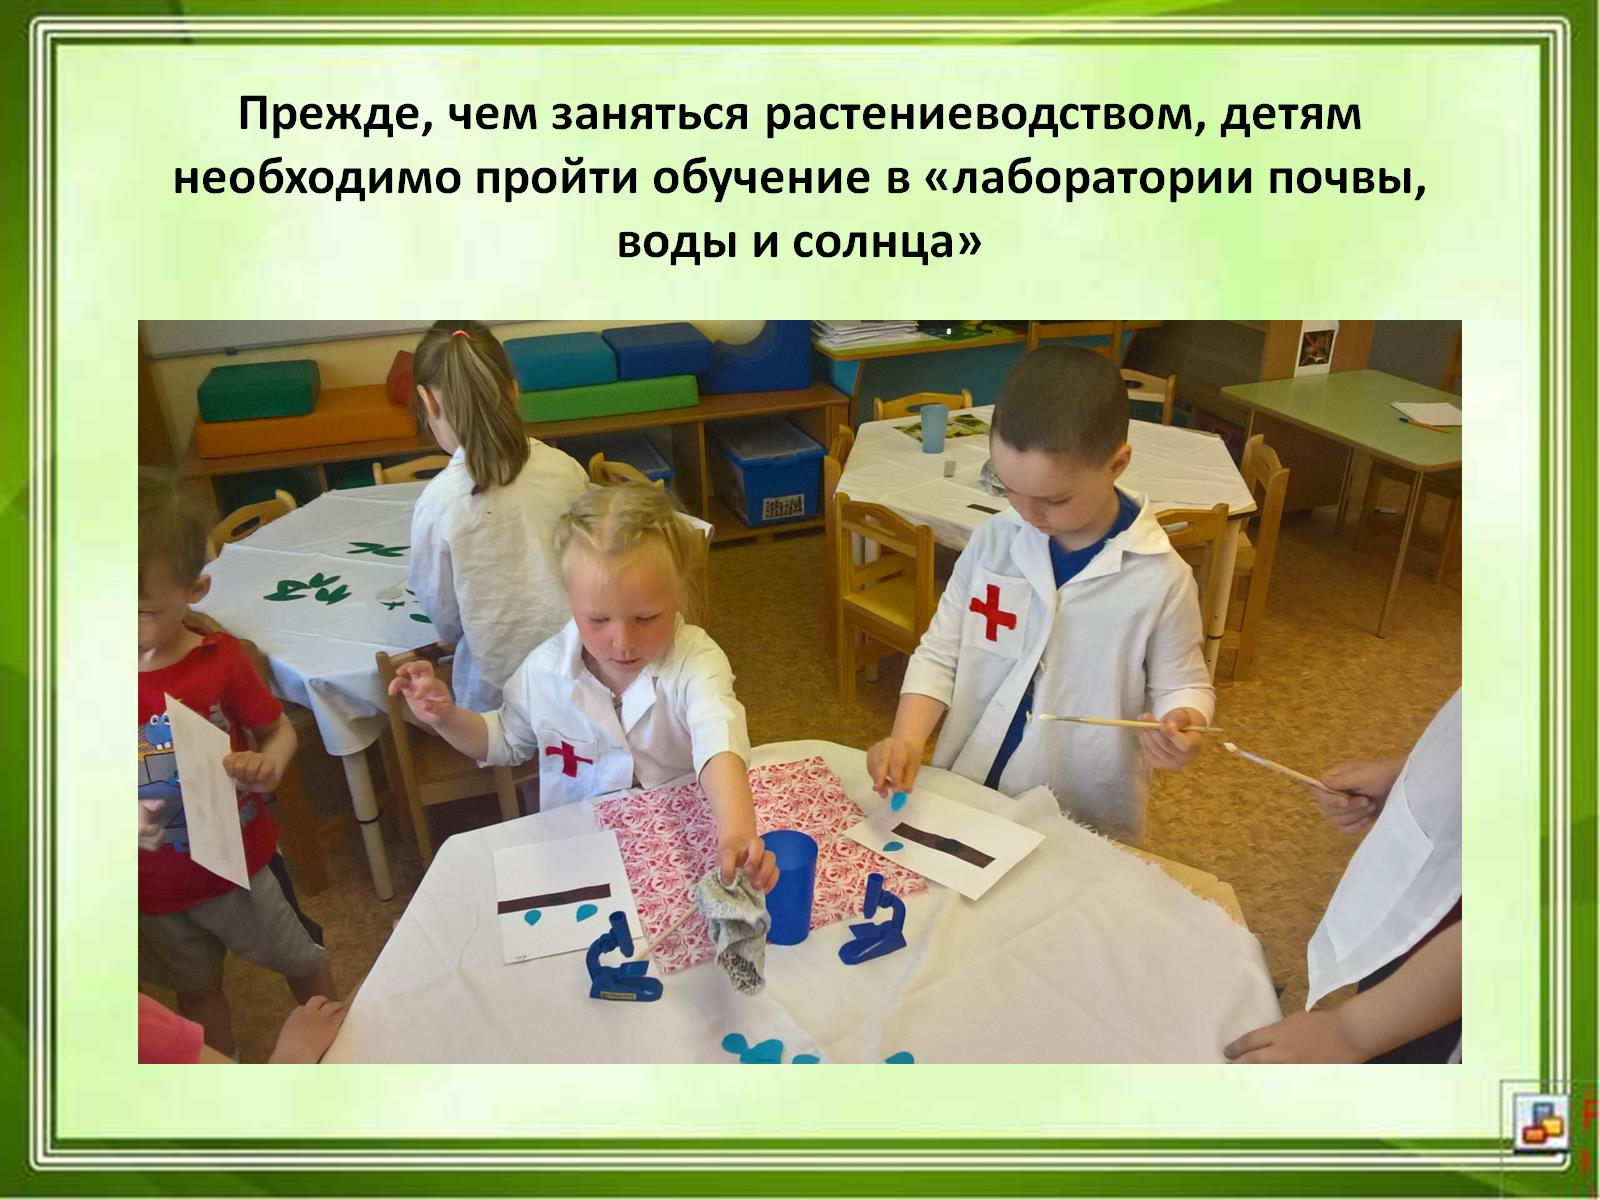 Прежде, чем заняться растениеводством, детям
необходимо пройти обучение в «лаборатории почвы,
воды и солнца»